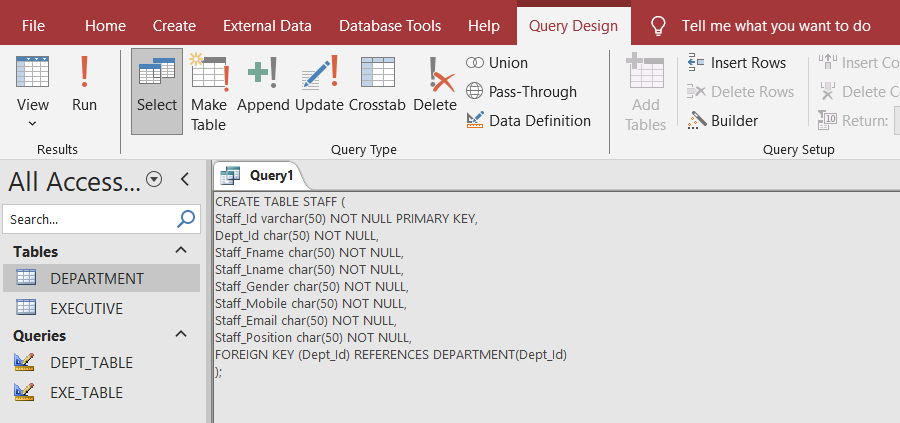 File Home Create External Data Database Tools Help Query Design Tell me what you want to do
View
Run
Results
Select
Make Table
Append
Update
Crosstab
Delete
Union
Pass-Through
Data Definition
Query Type
Add Tables
Insert Rows
Delete Rows
Builder
Insert Co
Delete C
Return:
Query Setup
All Access...
Search...
Tables
DEPARTMENT
EXECUTIVE
Queries
DEPT_TABLE
EXE_TABLE
Query1
CREATE TABLE STAFF (
Staff_Id varchar(50) NOT NULL PRIMARY KEY,
Dept_Id char(50) NOT NULL,
Staff_Fname char(50) NOT NULL,
Staff_Lname char(50) NOT NULL,
Staff_Gender char(50) NOT NULL,
Staff_Mobile char(50) NOT NULL,
Staff_Email char(50) NOT NULL,
Staff_Position char(50) NOT NULL,
FOREIGN KEY (Dept_Id) REFERENCES DEPARTMENT(Dept_Id)
);